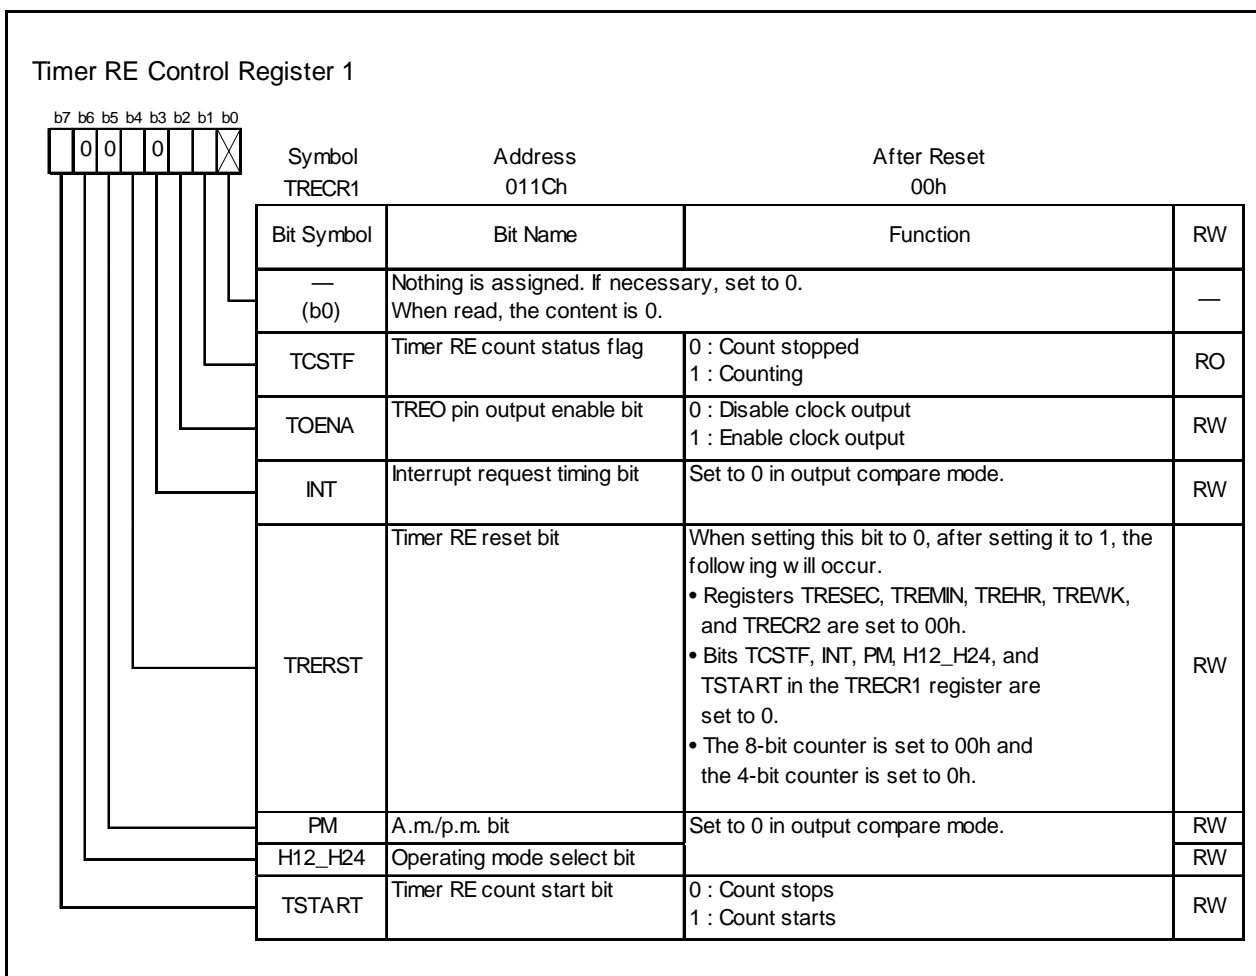 Timer RE Control Register 1
b7 b6 b5 b4 b3 b2 b1 b0
0 0 0
Symbol Address After Reset
TRECR1 011Ch 00h
Bit Symbol Bit Name Function RW
—
(b0)
Nothing is assigned. If necessary, set to 0.
When read, the content is 0.
—
TCSTF
Timer RE count status flag
0 : Count stopped
1 : Counting
RO
TOENA
TREO pin output enable bit
0 : Disable clock output
1 : Enable clock output
RW
INT
Interrupt request timing bit
Set to 0 in output compare mode.
RW
TRERST
Timer RE reset bit
When setting this bit to 0, after setting it to 1, the
following will occur.
• Registers TRESEC, TREMIN, TREHR, TREWK,
and TRECR2 are set to 00h.
• Bits TCSTF, INT, PM, H12_H24, and
TSTART in the TRECR1 register are
set to 0.
• The 8-bit counter is set to 00h and
the 4-bit counter is set to 0h.
RW
PM A.m./p.m. bit Set to 0 in output compare mode. RW
H12_H24 Operating mode select bit RW
TSTART
Timer RE count start bit
0 : Count stops
1 : Count starts
RW